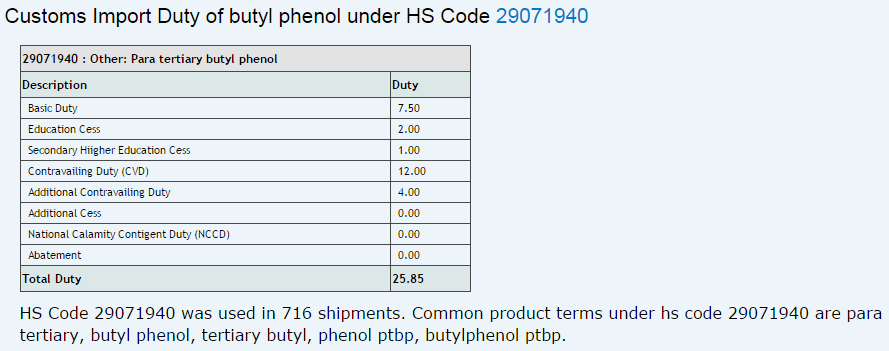 Customs Import Duty of butyl phenol under HS Code 29071940
29071940 : Other: Para tertiary butyl phenol
Description Duty
Basic Duty 7.50
Education Cess 2.00
Secondary Hiigher Education Cess 1.00
Contravailing Duty (CVD) 12.00
Additional Contravailing Duty 4.00
Additional Cess 0.00
National Calamity Contigent Duty (NCCD) 0.00
Abatement 0.00
Total Duty 25.85
HS Code 29071940 was used in 716 shipments. Common product terms under hs code 29071940 are para
tertiary, butyl phenol, tertiary butyl, phenol ptbp, butylphenol ptbp.